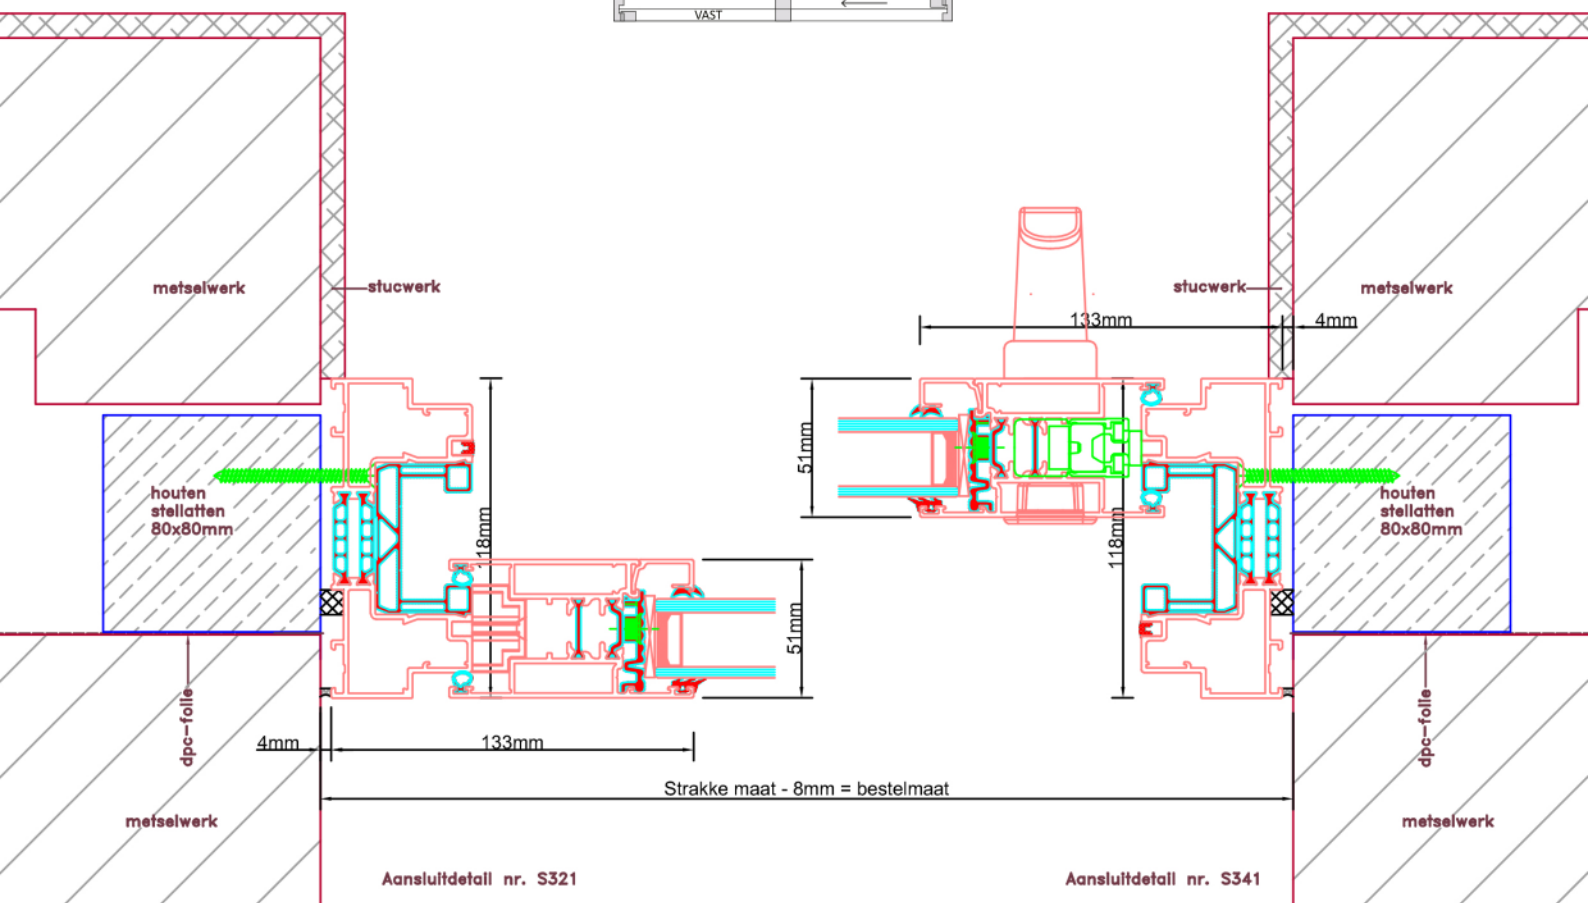 VAST
metselwerk
stucwerk
stucwerk
metselwerk
133mm
4mm
51mm
houten
stellatten
80x80mm
118mm
118mm
houten
stellatten
80x80mm
51mm
dpc-folie
dpc-folie
4mm
133mm
Strakke maat - 8mm = bestelmaat
metselwerk
metselwerk
Aansluitdetail nr. S321
Aansluitdetail nr. S341